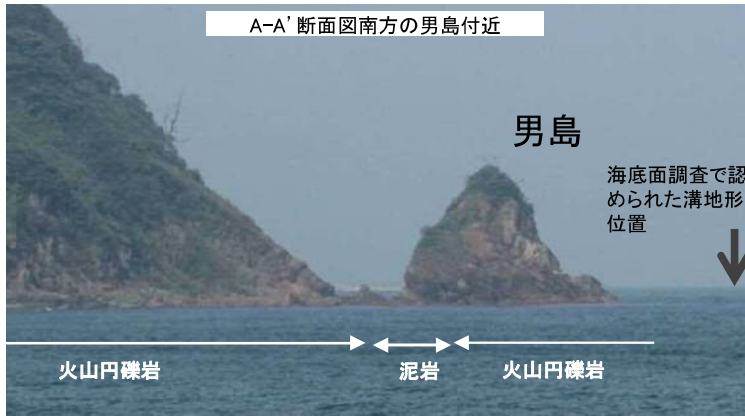 A-A’断面図南方の男島付近
男島
海底面調査で認
められた溝地形
位置
火山円礫岩
泥岩
火山円礫岩